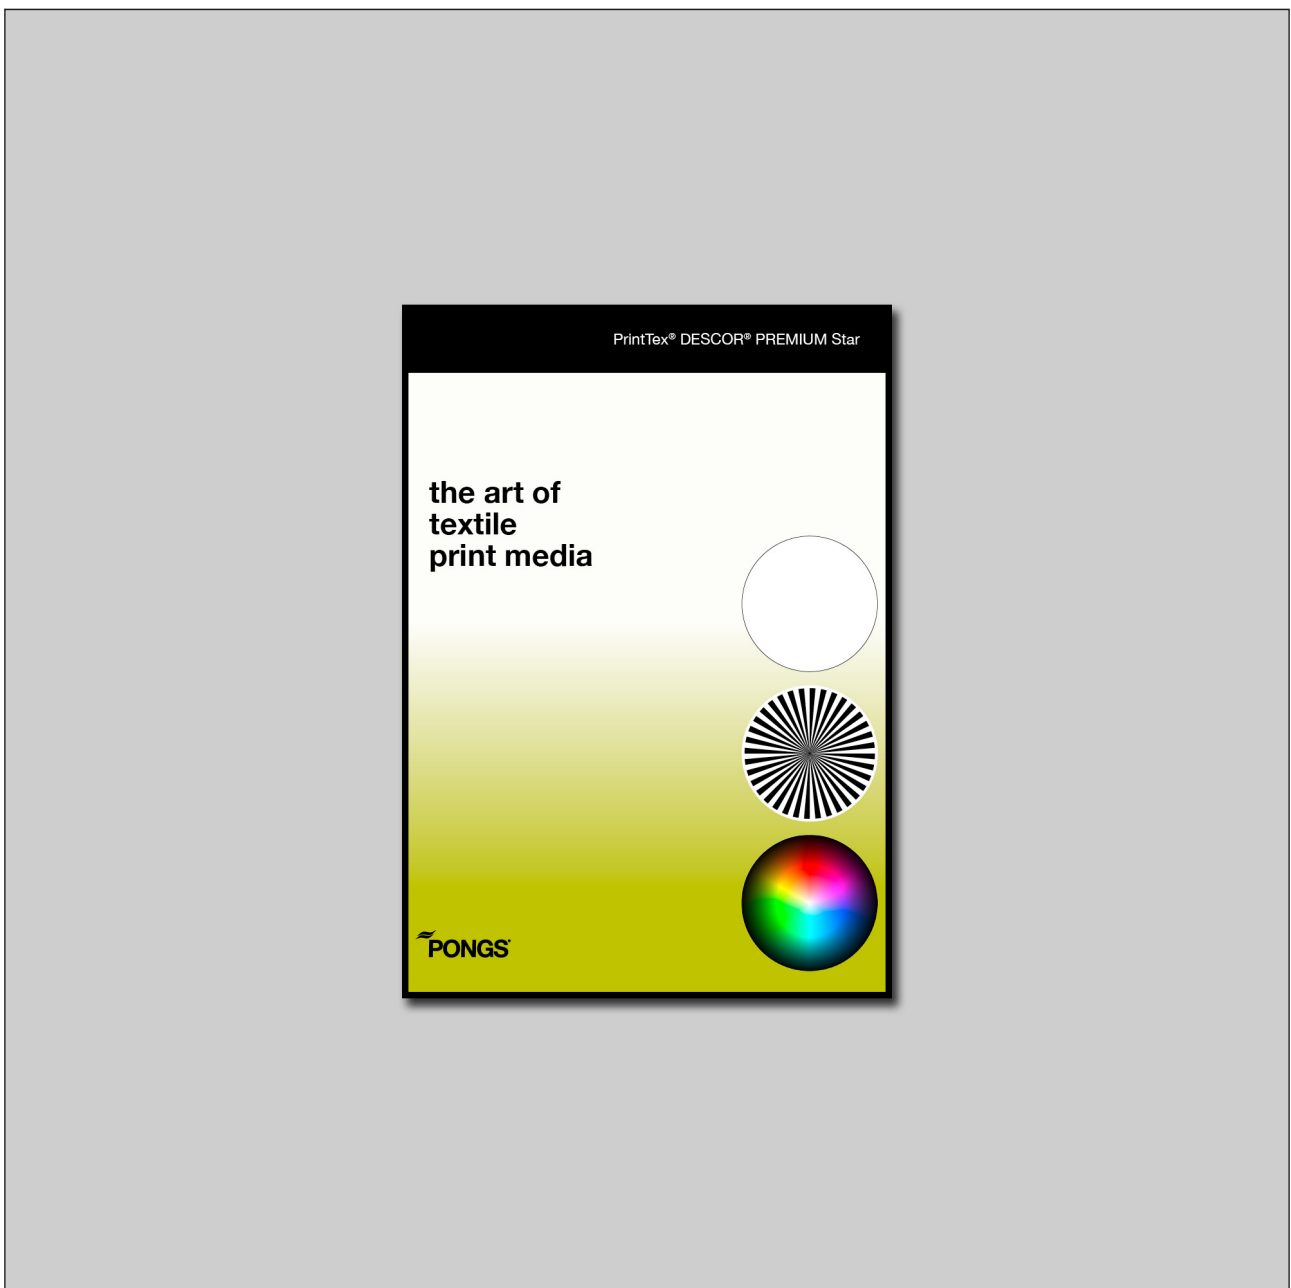 PrintTex® DESCOR® PREMIUM Star
the art of
textile
print media
PONGS